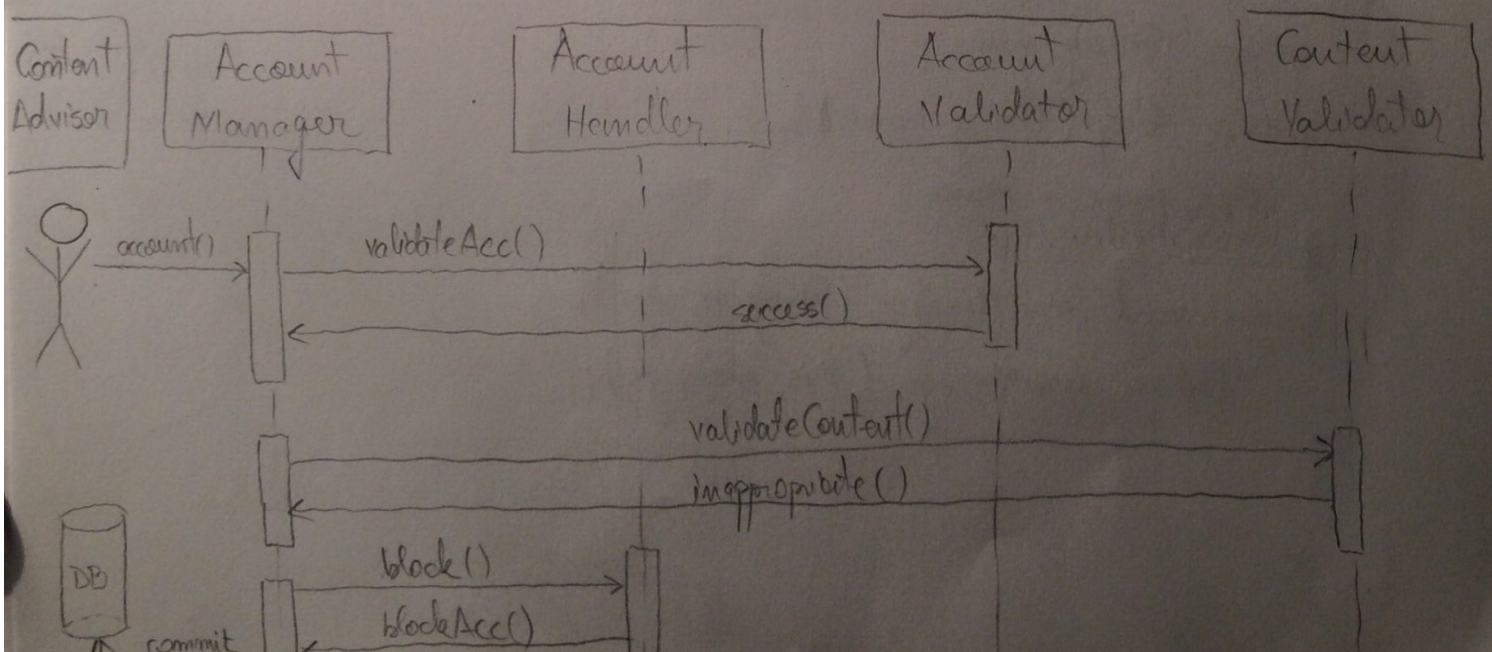 Content
Advisor
Account
Manager
Account
Handler
Account
Validator
Content
Validator
account()
validateAcc()
success()
validateContent()
inappropriate()
DB
block()
blockAcc()
commit